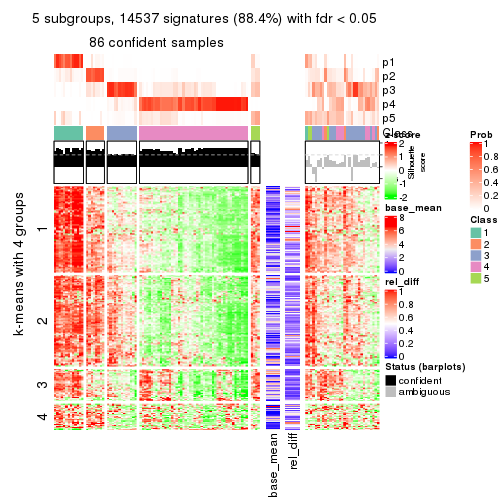 5 subgroups, 14537 signatures (88.4%) with fdr < 0.05
86 confident samples
p1
p2
p3
p4
p5
Class
z-score
2
1
0
-1
-2
Silhouette
score
base_mean
8
6
4
2
0
rel_diff
1
0.8
0.6
0.4
0.2
0
Status (barplots)
confident
ambiguous
Prob
1
0.8
0.6
0.4
0.2
0
Class
1
2
3
4
5
k-means with 4 groups
1
2
3
4
base_mean
rel_diff